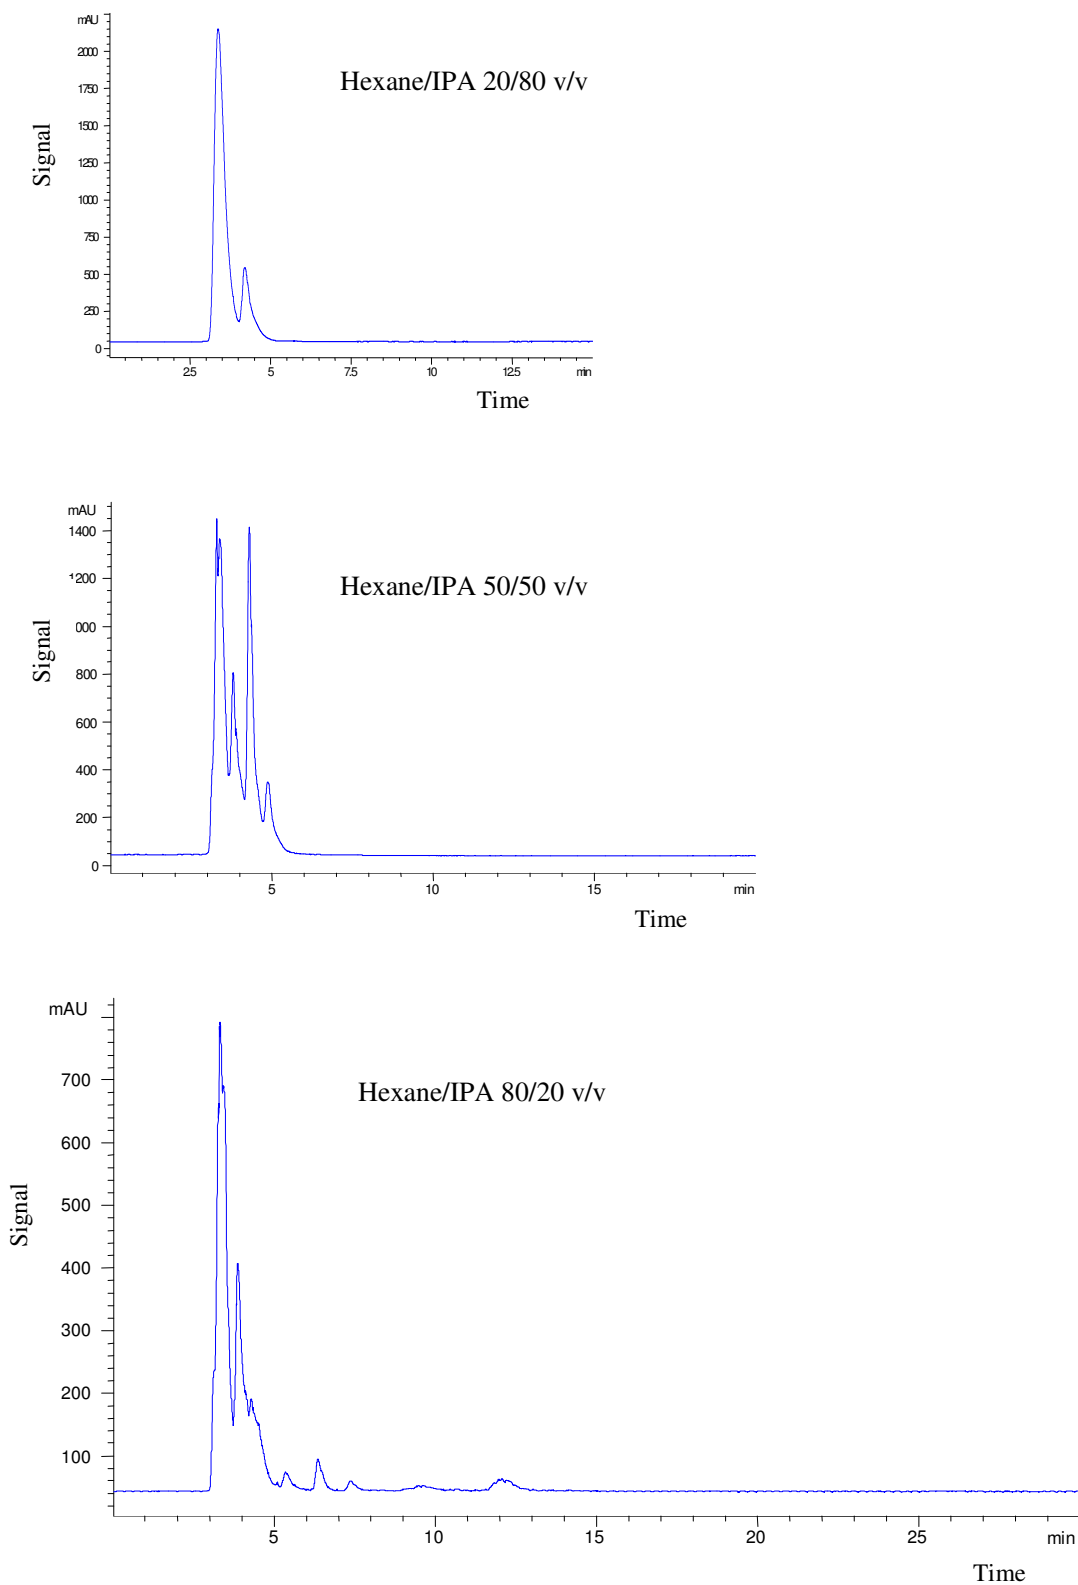 mAU
2000
1750
1500
1250
1000
750
500
250
0
Signal
Hexane/IPA 20/80 v/v
2.5 5 7.5 10 12.5 min
Time
mAU
1400
1200
000
800
600
400
200
0
Signal
Hexane/IPA 50/50 v/v
5 10 15 min
Time
mAU
700
600
500
400
300
200
100
Signal
Hexane/IPA 80/20 v/v
5 10 15 20 25 min
Time